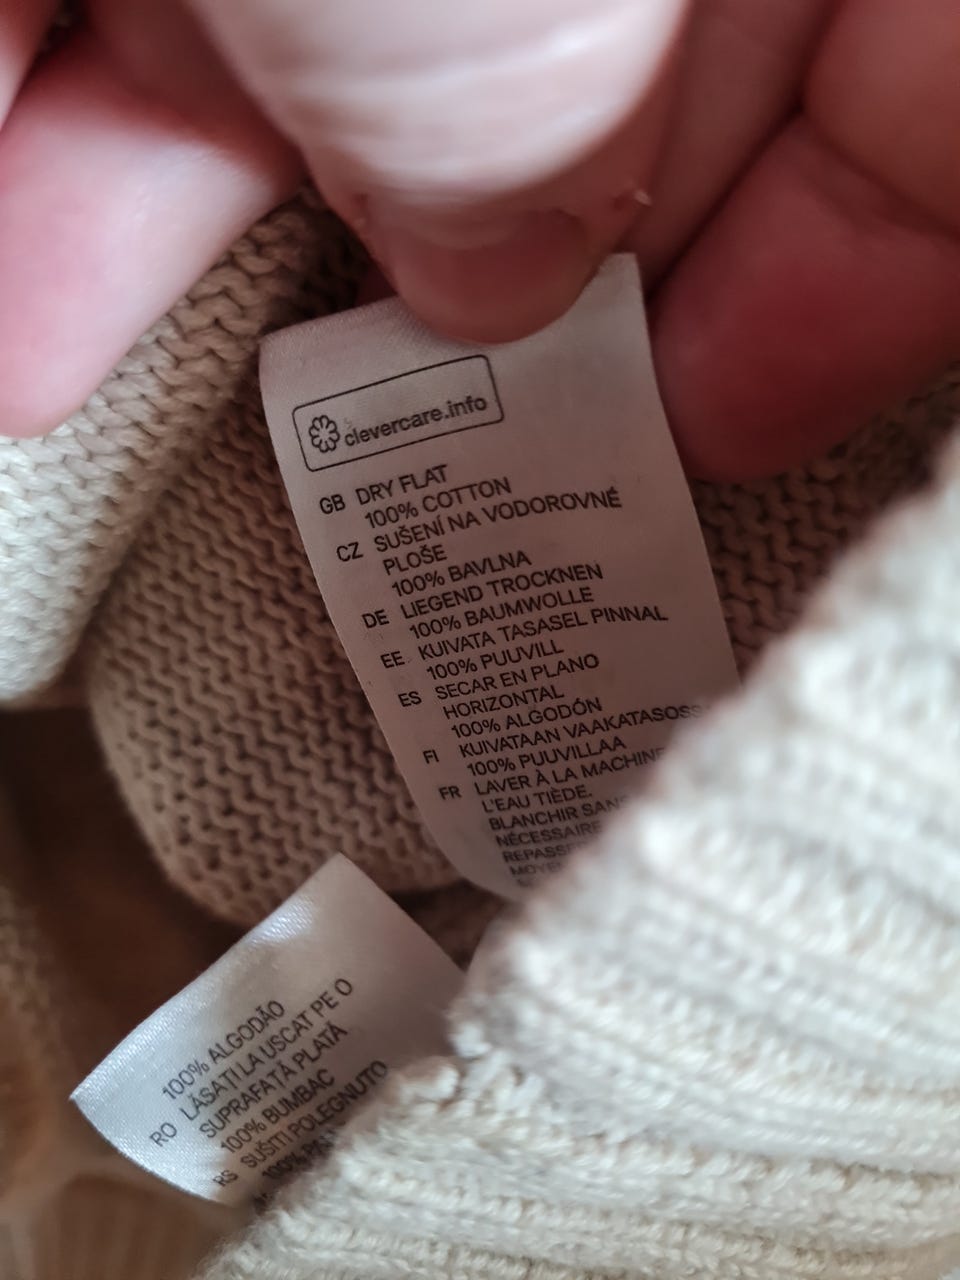 clevercare.info
GB DRY FLAT
100% COTTON
CZ SUŠENÍ NA VODOROVNÉ
PLOŠE
100% BAVLNA
DE LIEGEND TROCKNEN
100% BAUMWOLLE
EE KUIVATA TASASEL PINNAL
100% PUUVILL
ES SECAR EN PLANO
HORIZONTAL
100% ALGODÓN
FI KUIVATAAN VAAKATASOSS
100% PUUVILLAA
FR LAVER À LA MACHINE
L'EAU TIÈDE.
BLANCHIR SANS
NÉCESSAIRE
REPASSER
100% ALGODÃO
RO LĂSAȚI LA USCAT PE O
SUPRAFAȚĂ PLATĂ
100% BUMBAC
RS SUŠITI POLEGNUTO
100%